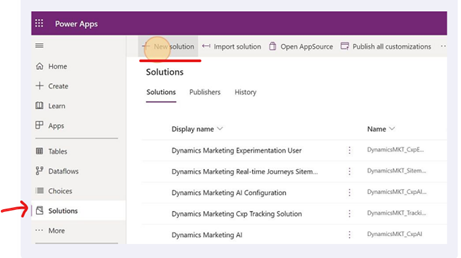 Power Apps
New solution
Import solution
Open AppSource
Publish all customizations
Home
Create
Learn
Apps
Tables
Dataflows
Choices
Solutions
More
Solutions
Solutions Publishers History
Display name Name
Dynamics Marketing Experimentation User DynamicsMKT_CxpE...
Dynamics Marketing Real-time Journeys Sitem... DynamicsMKT_Sitem...
Dynamics Marketing AI Configuration DynamicsMKT_CxpAI...
Dynamics Marketing Cxp Tracking Solution DynamicsMKT_Tracki...
Dynamics Marketing AI DynamicsMKT_CxpAI